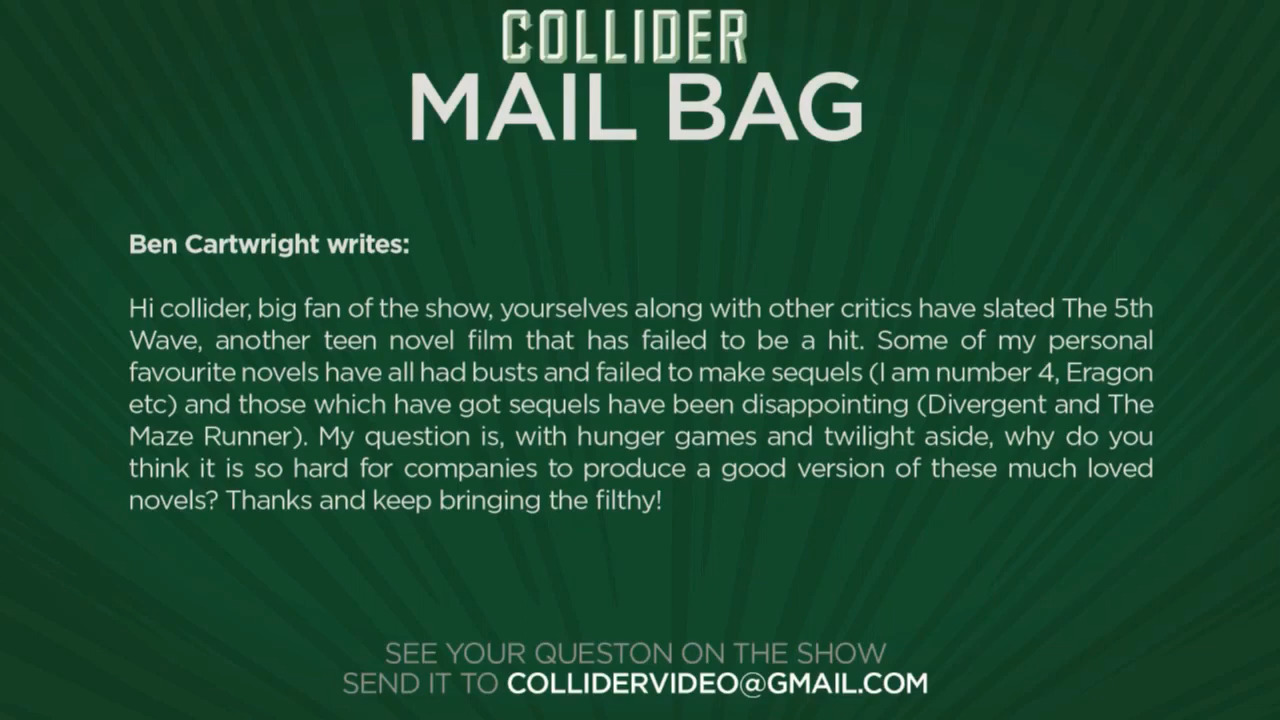 COLLIDER
MAIL BAG
Ben Cartwright writes:
Hi collider, big fan of the show, yourselves along with other critics have slated The 5th
Wave, another teen novel film that has failed to be a hit. Some of my personal
favourite novels have all had busts and failed to make sequels (I am number 4, Eragon
etc) and those which have got sequels have been disappointing (Divergent and The
Maze Runner). My question is, with hunger games and twilight aside, why do you
think it is so hard for companies to produce a good version of these much loved
novels? Thanks and keep bringing the filthy!
SEE YOUR QUESTON ON THE SHOW
SEND IT TO COLLIDERVIDEO@GMAIL.COM